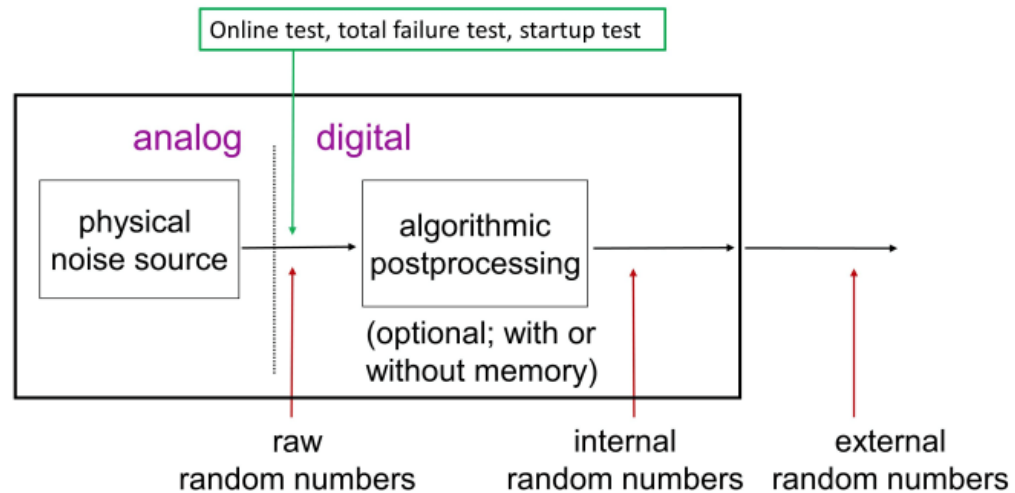 Online test, total failure test, startup test
analog
digital
physical
noise source
algorithmic
postprocessing
(optional; with or
without memory)
raw
random numbers
internal
random numbers
external
random numbers